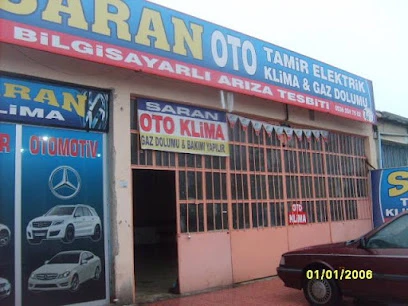 SARAN OTO TAMİR ELEKTRİK
KLİMA & GAZ DOLUMU
BİLGİSAYARLI ARIZA TESBİTİ
SARAN
KLİMA
OTOMOTİV
SARAN
OTO KLİMA
GAZ DOLUMU & BAKIMI YAPILIR
OTO
KLİMA
01/01/2006